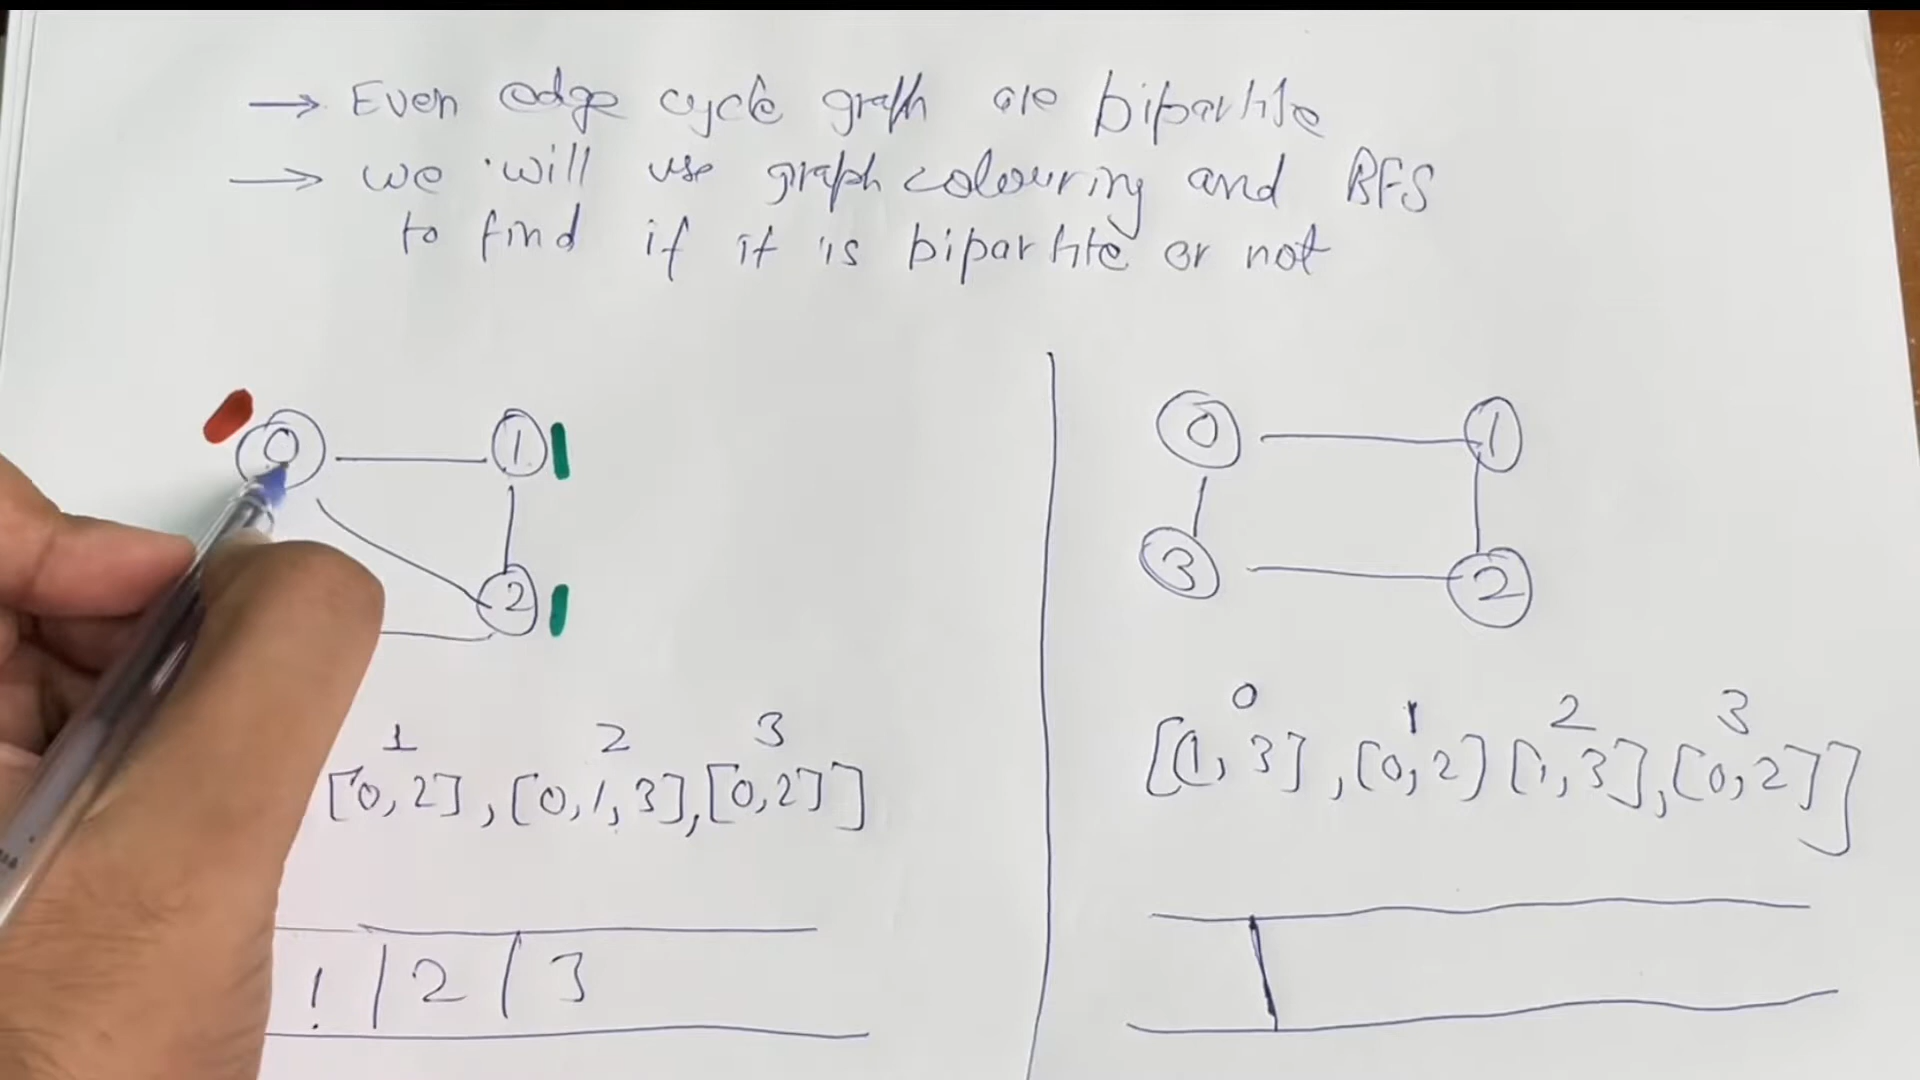 → Even edge cycle graph are bipartite
→ we will use graph colouring and BFS
to find if it is bipartite or not
0 1
2
0 1
3 2
1 2 3
[0, 2], [0, 1, 3], [0, 2]]
0 1 2 3
[[1, 3], [0, 2] [1, 3], [0, 2]]
1 | 2 | 3